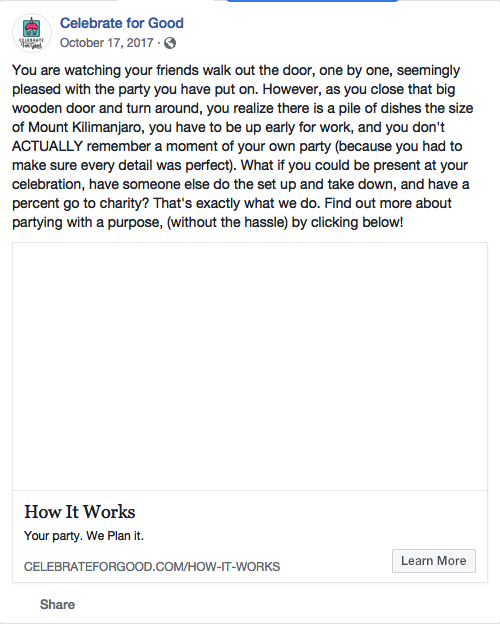 Celebrate for Good
October 17, 2017 ·
CELEBRATE
For Good
You are watching your friends walk out the door, one by one, seemingly
pleased with the party you have put on. However, as you close that big
wooden door and turn around, you realize there is a pile of dishes the size
of Mount Kilimanjaro, you have to be up early for work, and you don't
ACTUALLY remember a moment of your own party (because you had to
make sure every detail was perfect). What if you could be present at your
celebration, have someone else do the set up and take down, and have a
percent go to charity? That's exactly what we do. Find out more about
partying with a purpose, (without the hassle) by clicking below!
How It Works
Your party. We Plan it.
CELEBRATEFORGOOD.COM/HOW-IT-WORKS
Learn More
Share